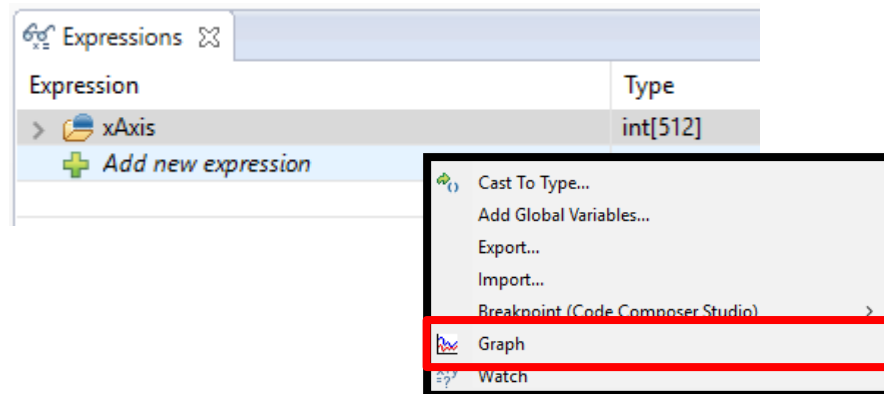 Expressions
Expression Type
xAxis int[512]
Add new expression
Cast To Type...
Add Global Variables...
Export...
Import...
Breakpoint (Code Composer Studio)
Graph
Watch